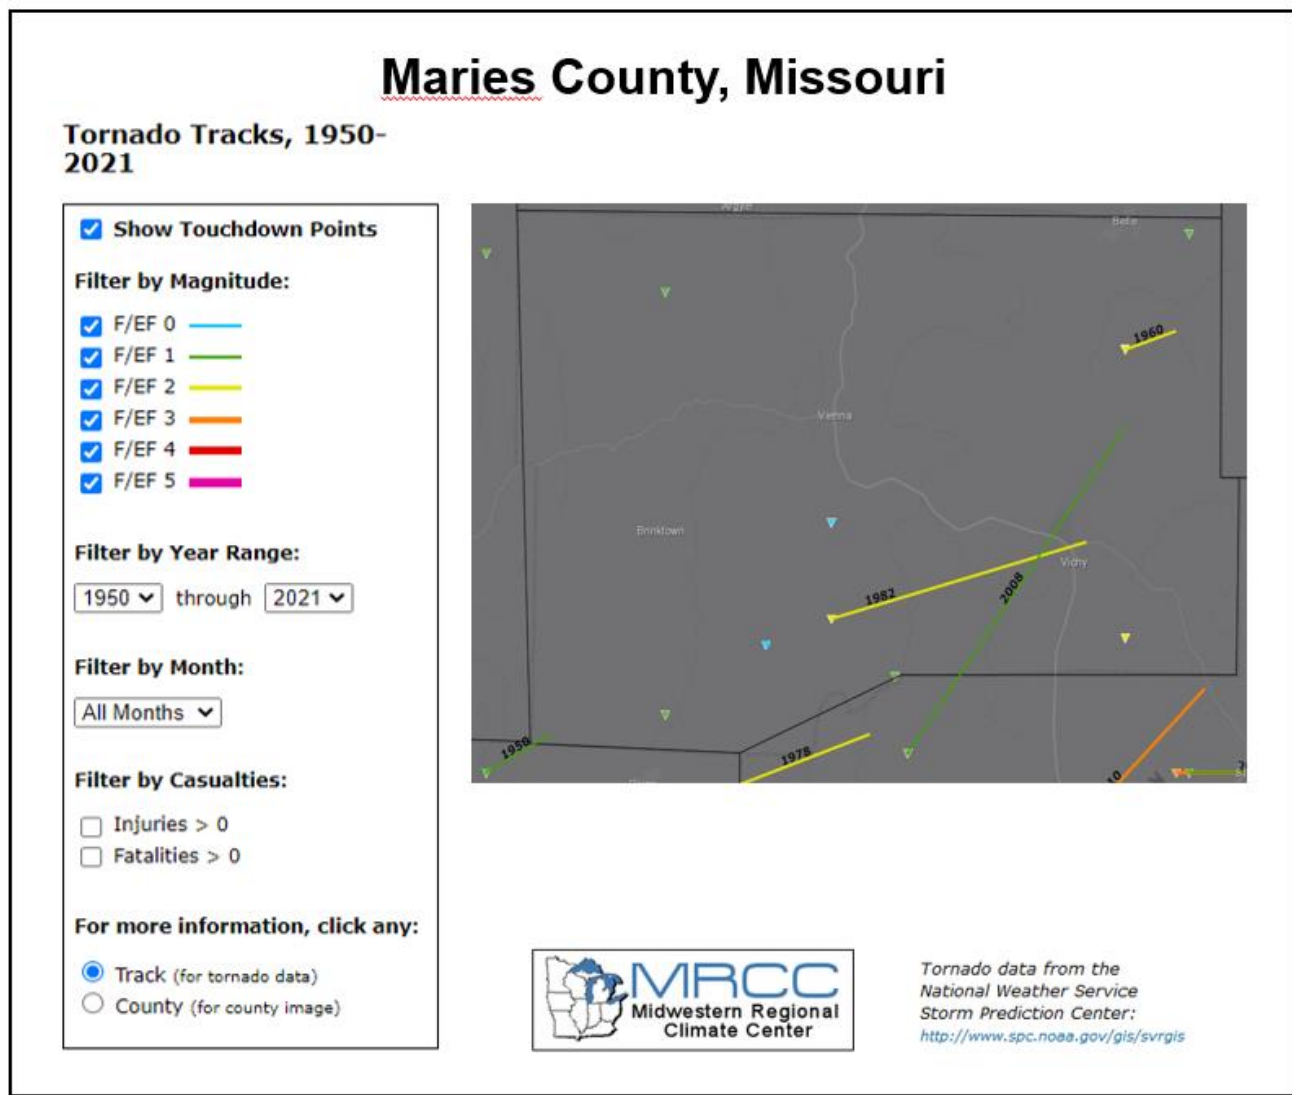 Maries County, Missouri
Tornado Tracks, 1950-
2021
Show Touchdown Points
Filter by Magnitude:
F/EF 0
F/EF 1
F/EF 2
F/EF 3
F/EF 4
F/EF 5
Filter by Year Range:
1950 through 2021
Filter by Month:
All Months
Filter by Casualties:
Injuries > 0
Fatalities > 0
For more information, click any:
Track (for tornado data)
County (for county image)
Argyle
Belle
1960
Vienna
Brinktown
Vichy
1982
2008
1958
1978
10
MRCC
Midwestern Regional
Climate Center
Tornado data from the
National Weather Service
Storm Prediction Center:
http://www.spc.noaa.gov/gis/svrgis